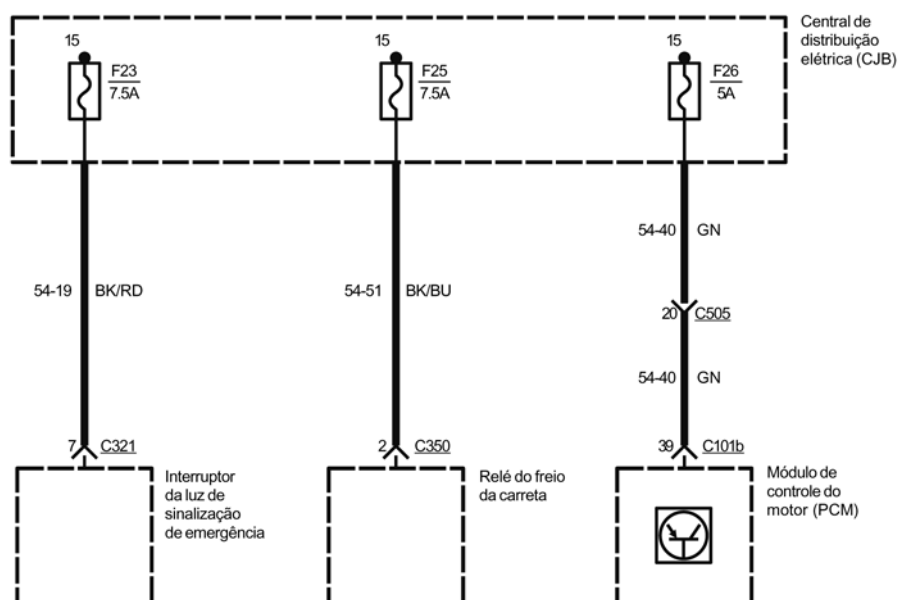 Central de
distribuição
elétrica (CJB)
15
15
15
F23
7.5A
F25
7.5A
F26
5A
54-40 GN
54-19 BK/RD
54-51 BK/BU
20 C505
54-40 GN
7 C321
2 C350
39 C101b
Interruptor
da luz de
sinalização
de emergência
Relé do freio
da carreta
Módulo de
controle do
motor (PCM)